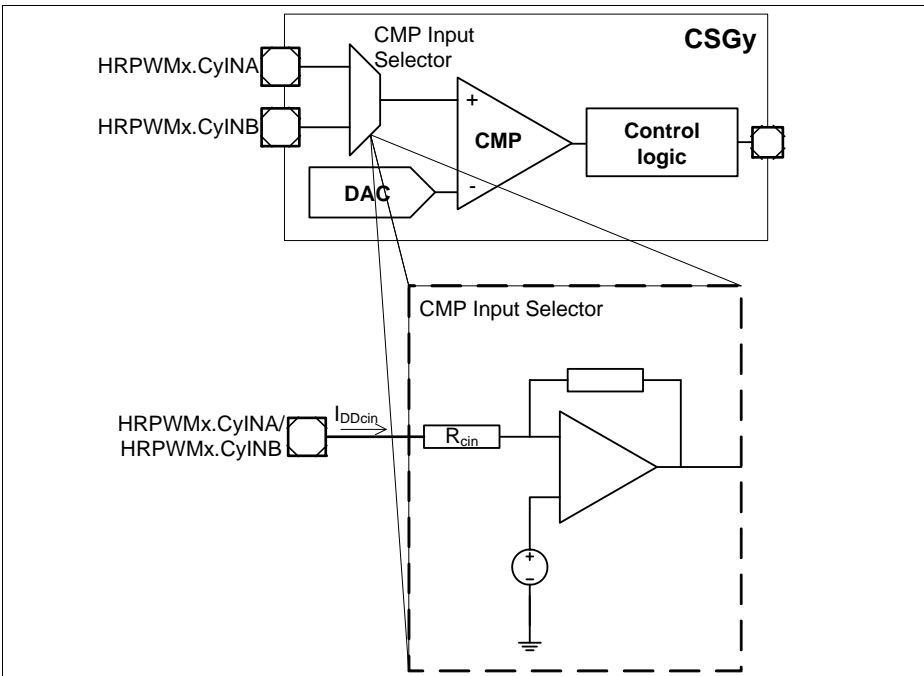 CMP Input
Selector
CSGy
HRPWMx.CyINA
HRPWMx.CyINB
+
CMP
-
Control
logic
DAC
CMP Input Selector
HRPWMx.CyINA/
HRPWMx.CyINB
IDDcin
Rcin
+
-